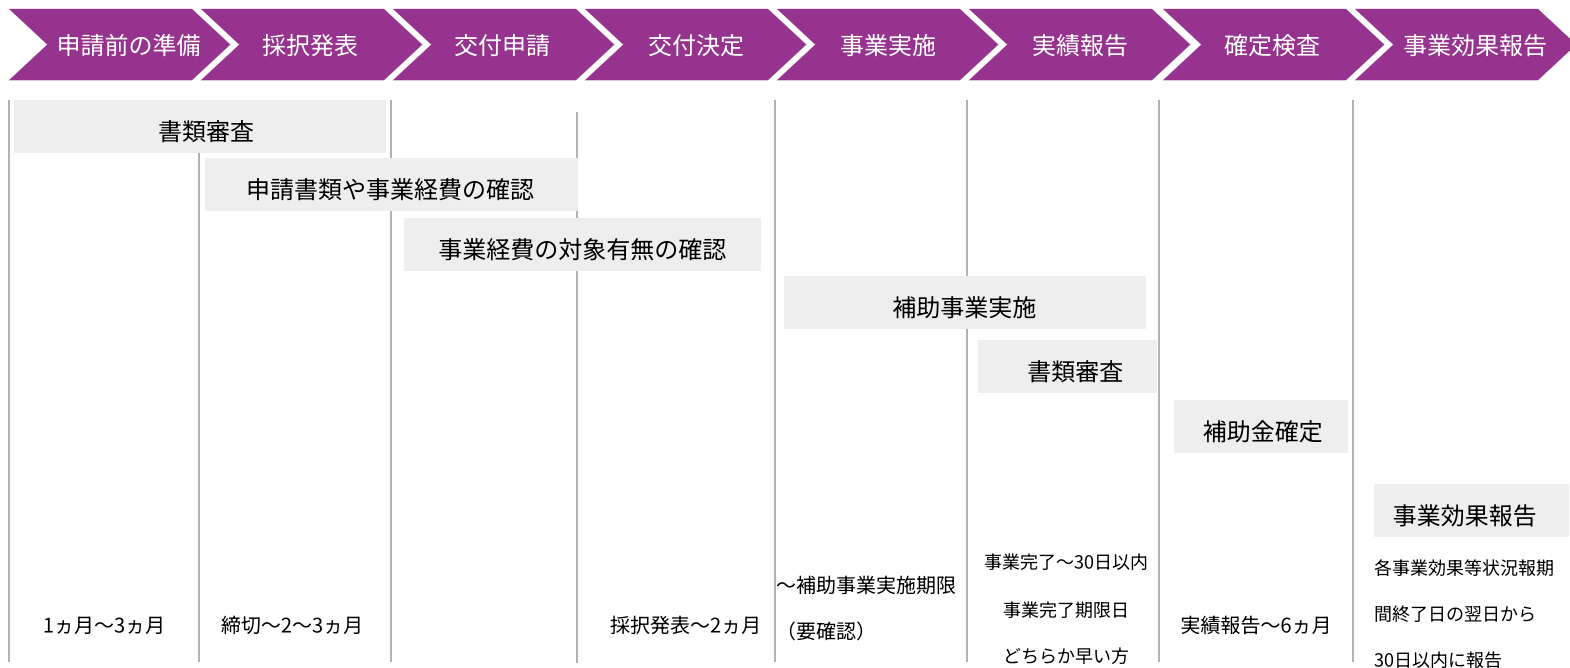 申請前の準備
採択発表
交付申請
交付決定
事業実施
実績報告
確定検査
事業効果報告
書類審査
申請書類や事業経費の確認
事業経費の対象有無の確認
補助事業実施
書類審査
補助金確定
事業効果報告
1ヵ月〜3ヵ月
締切〜2〜3ヵ月
採択発表〜2ヵ月
〜補助事業実施期限
（要確認）
事業完了〜30日以内
事業完了期限日
どちらか早い方
実績報告〜6ヵ月
各事業効果等状況報期
間終了日の翌日から
30日以内に報告